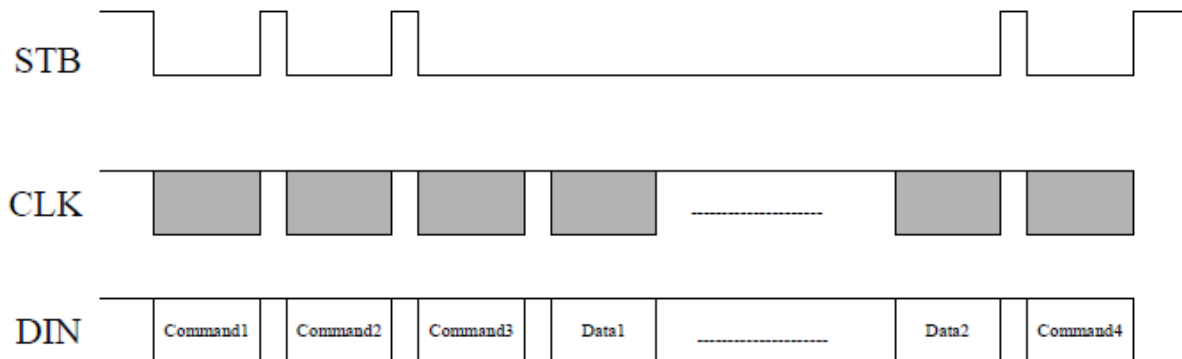 STB
CLK
DIN
Command1 Command2 Command3 Data1 Data2 Command4